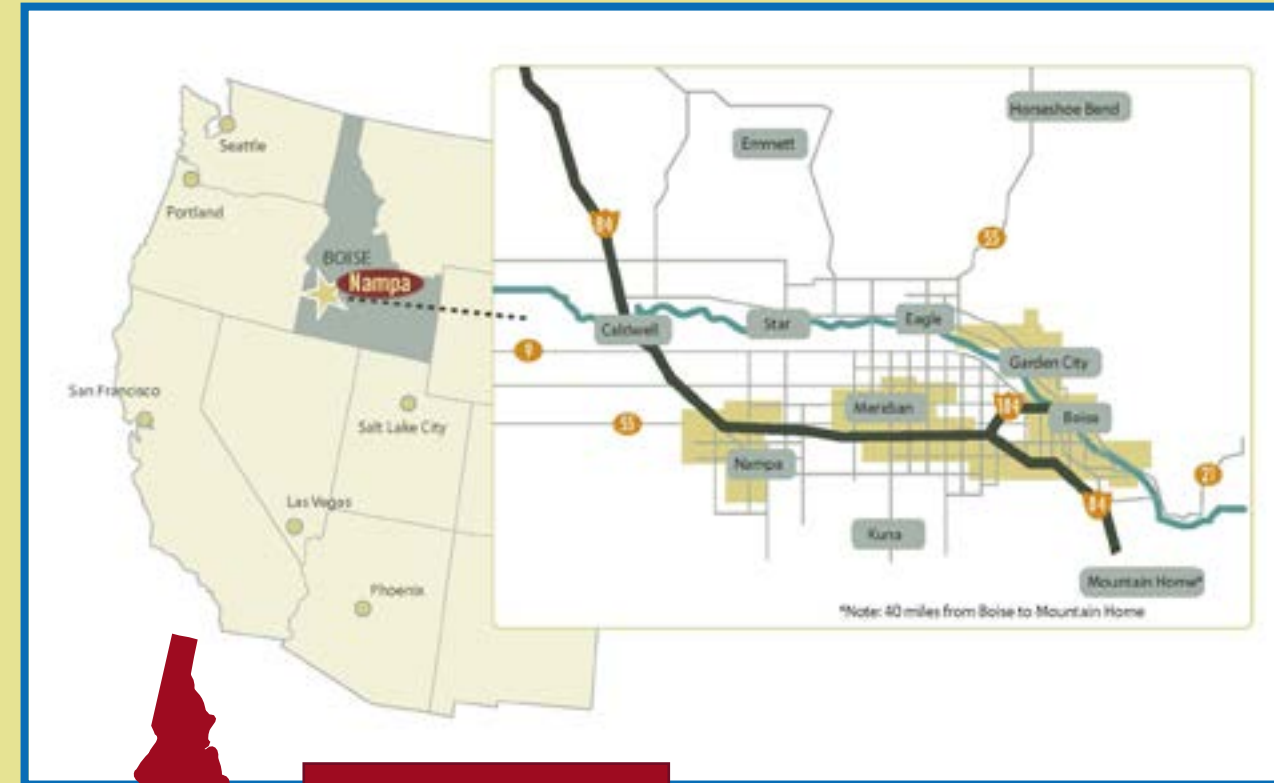 Seattle
Portland
BOISE
Nampa
San Francisco
Salt Lake City
Las Vegas
Phoenix
Horseshoe Bend
Emmett
84
55
Caldwell
Star
Eagle
9
Garden City
55
Meridian
184
Boise
Nampa
21
84
Kuna
Mountain Home*
*Note: 40 miles from Boise to Mountain Home